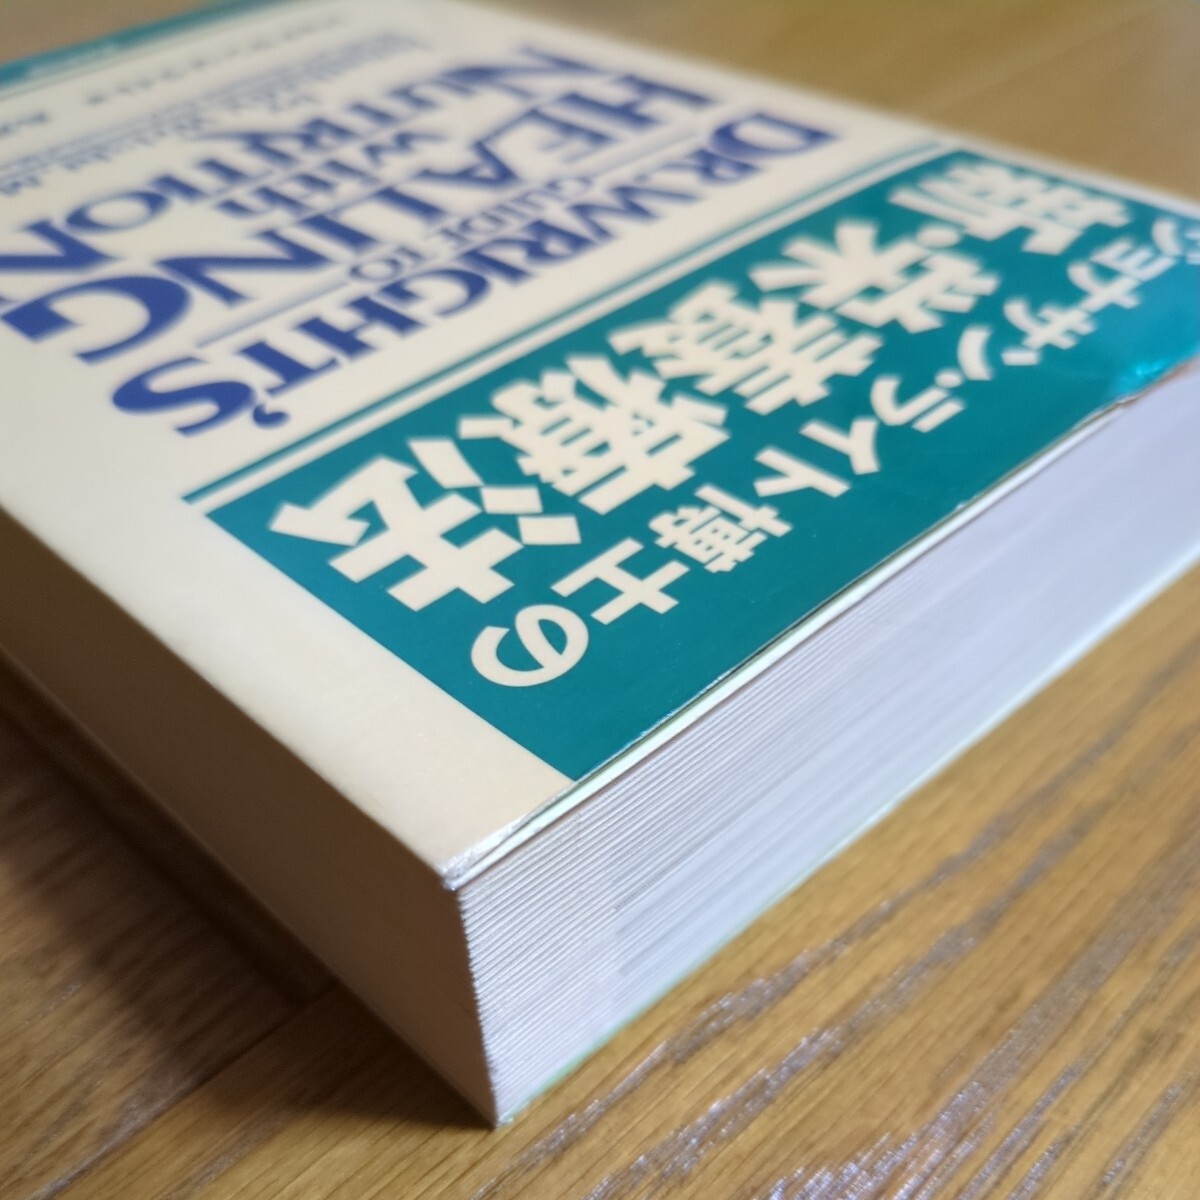 ジョナサン・ライト博士の
新・栄養療法
DR. WRIGHT'S
GUIDE TO
HEALING
WITH
NUTRITION